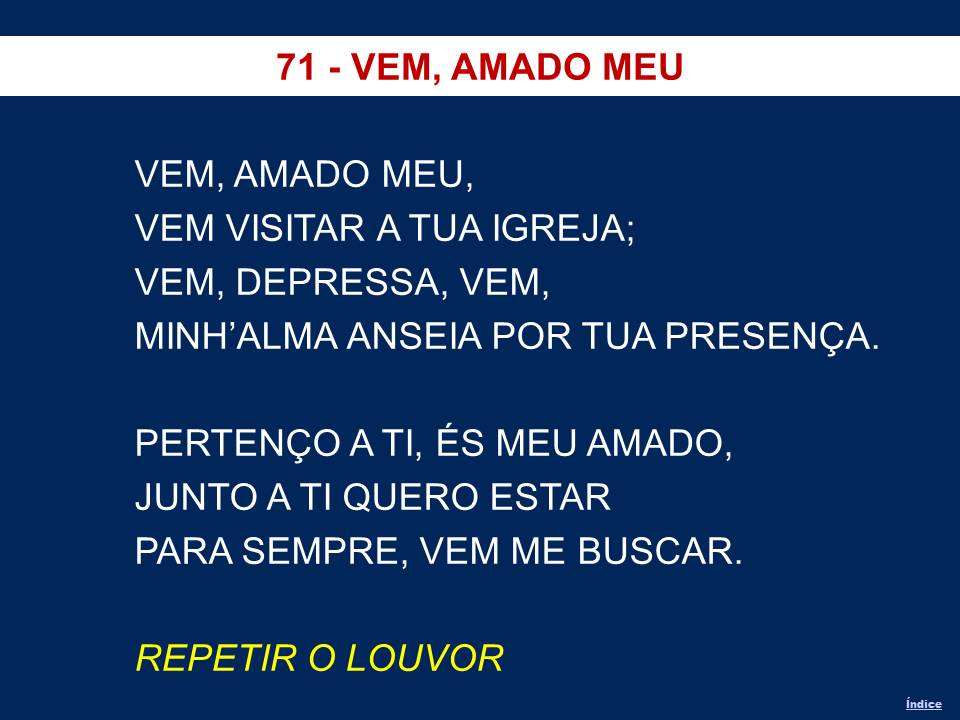 71 - VEM, AMADO MEU
VEM, AMADO MEU,
VEM VISITAR A TUA IGREJA;
VEM, DEPRESSA, VEM,
MINH’ALMA ANSEIA POR TUA PRESENÇA.
PERTENÇO A TI, ÉS MEU AMADO,
JUNTO A TI QUERO ESTAR
PARA SEMPRE, VEM ME BUSCAR.
REPETIR O LOUVOR
Índice